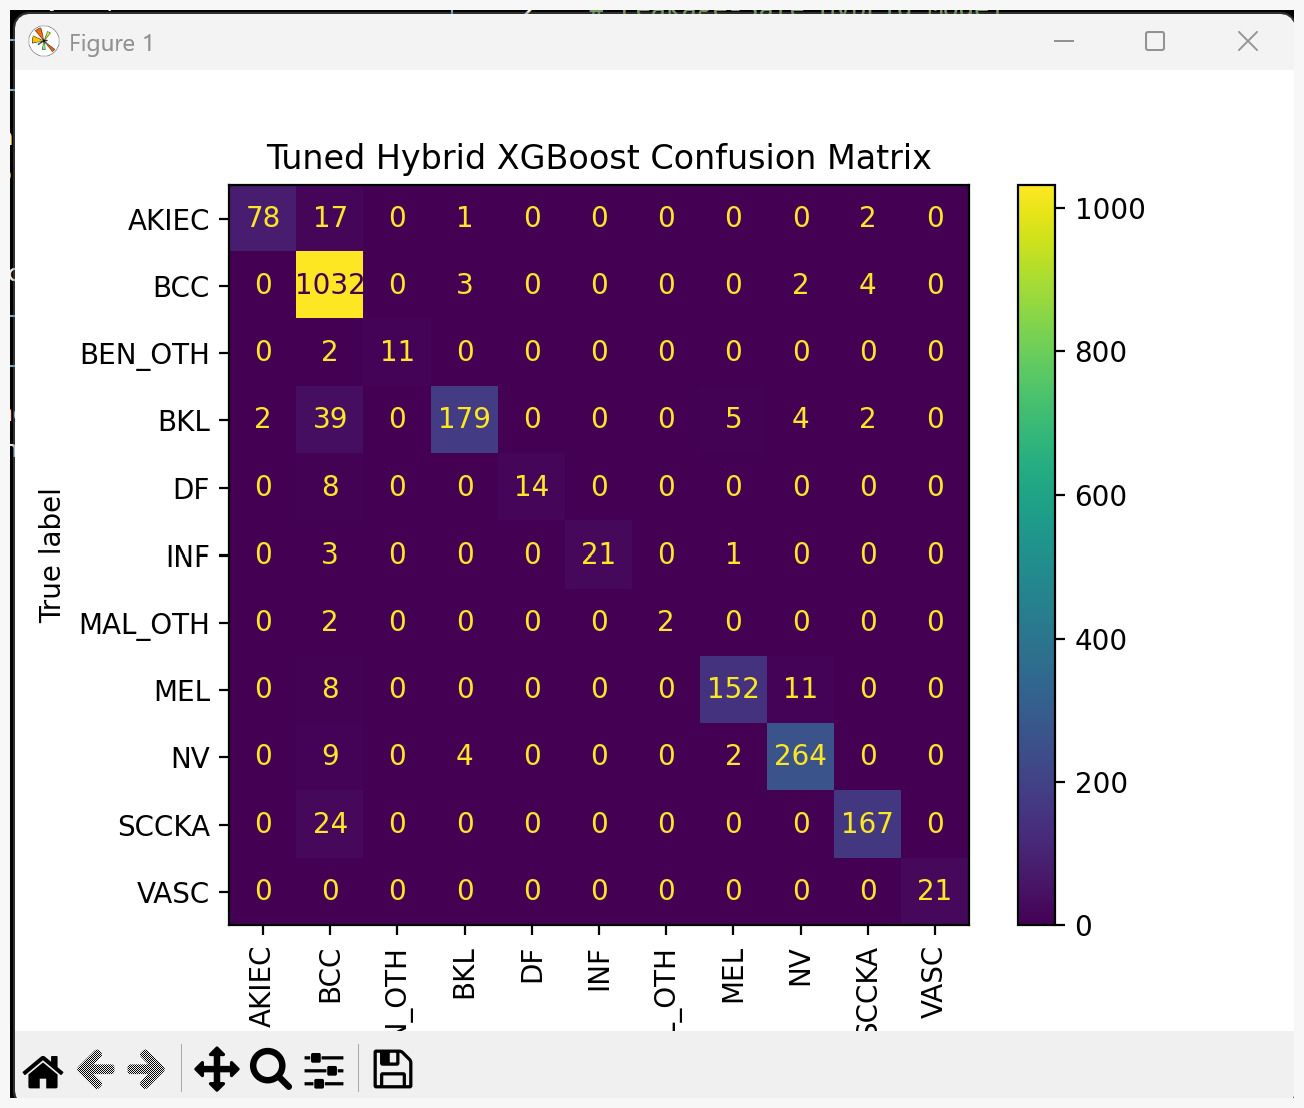 Figure 1
Tuned Hybrid XGBoost Confusion Matrix
AKIEC 78 17 0 1 0 0 0 0 0 2 0
BCC 0 1032 0 3 0 0 0 0 2 4 0
BEN_OTH 0 2 11 0 0 0 0 0 0 0 0
BKL 2 39 0 179 0 0 0 5 4 2 0
DF 0 8 0 0 14 0 0 0 0 0 0
INF 0 3 0 0 0 21 0 1 0 0 0
MAL_OTH 0 2 0 0 0 0 2 0 0 0 0
MEL 0 8 0 0 0 0 0 152 11 0 0
NV 0 9 0 4 0 0 0 2 264 0 0
SCCKA 0 24 0 0 0 0 0 0 0 167 0
VASC 0 0 0 0 0 0 0 0 0 0 21
True label
AKIEC BCC N_OTH BKL DF INF _OTH MEL NV SCCKA VASC
1000
800
600
400
200
0